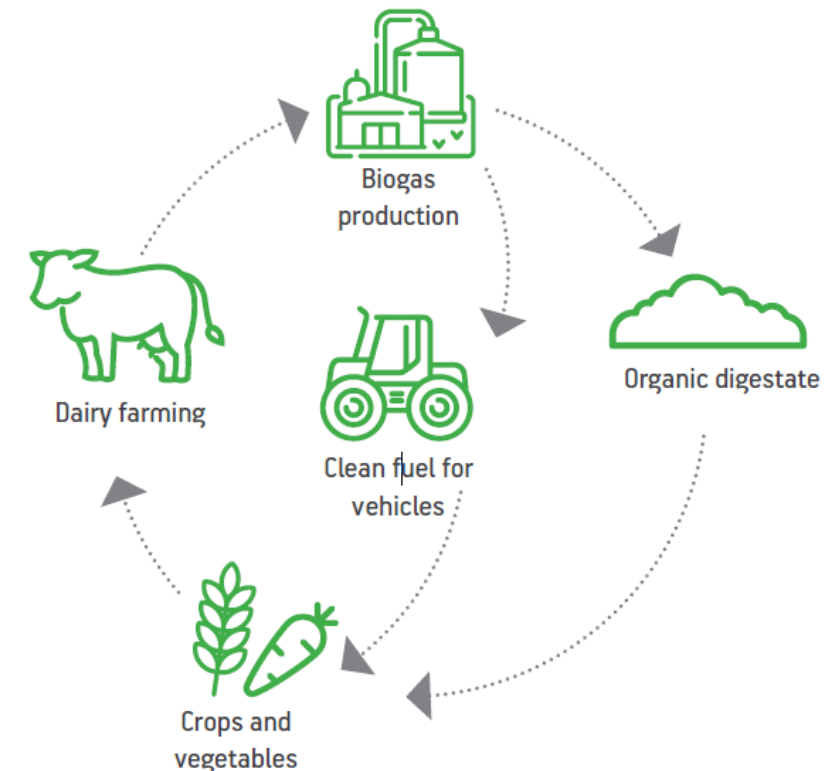 Biogas
production
Organic digestate
Dairy farming
Clean fuel for
vehicles
Crops and
vegetables